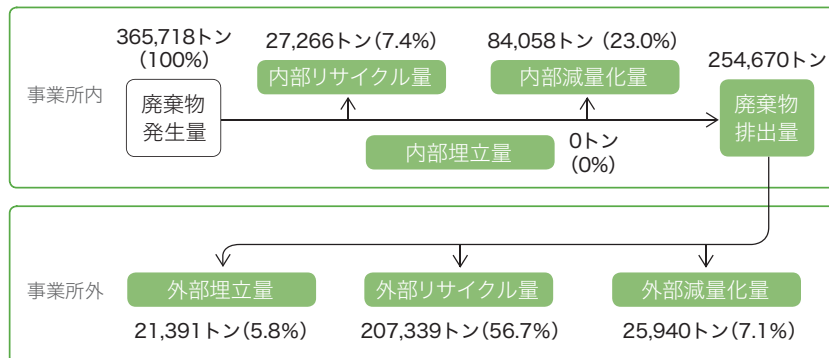 365,718トン
(100%)
27,266トン(7.4%)
84,058トン (23.0%)
254,670トン
事業所内
廃棄物
発生量
内部リサイクル量
内部減量化量
廃棄物
排出量
内部埋立量
0トン
(0%)
事業所外
外部埋立量
外部リサイクル量
外部減量化量
21,391トン(5.8%)
207,339トン(56.7%)
25,940トン(7.1%)